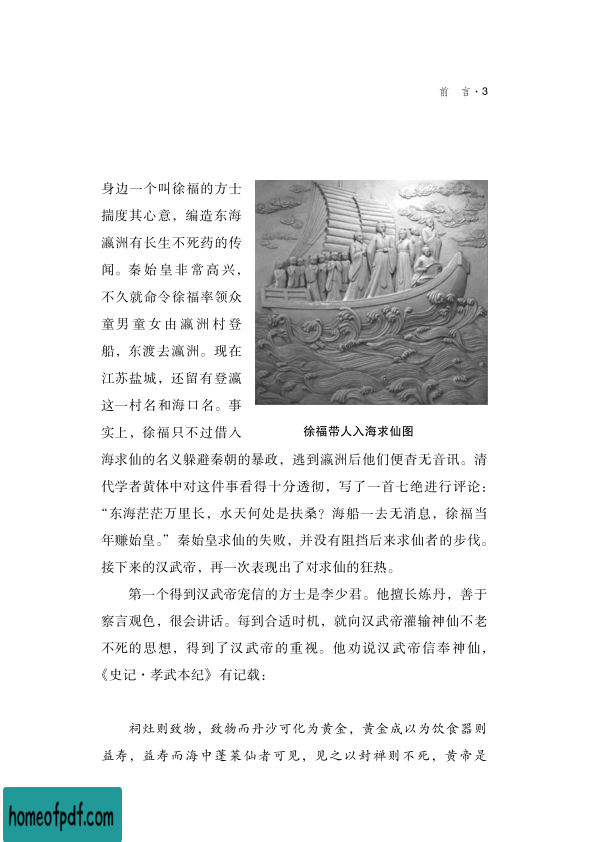 前 言·3
身边一个叫徐福的方士
揣度其心意，编造东海
瀛洲有长生不死药的传
闻。秦始皇非常高兴，
不久就命令徐福率领众
童男童女由瀛洲村登
船，东渡去瀛洲。现在
江苏盐城，还留有登瀛
这一村名和海口名。事
实上，徐福只不过借入
徐福带人入海求仙图
海求仙的名义躲避秦朝的暴政，逃到瀛洲后他们便杳无音讯。清
代学者黄体中对这件事看得十分透彻，写了一首七绝进行评论：
“东海茫茫万里长，水天何处是扶桑？海船一去无消息，徐福当
年赚始皇。”秦始皇求仙的失败，并没有阻挡后来求仙者的步伐。
接下来的汉武帝，再一次表现出了对求仙的狂热。
第一个得到汉武帝宠信的方士是李少君。他擅长炼丹，善于
察言观色，很会讲话。每到合适时机，就向汉武帝灌输神仙不老
不死的思想，得到了汉武帝的重视。他劝说汉武帝信奉神仙，
《史记·孝武本纪》有记载：
祠灶则致物，致物而丹沙可化为黄金，黄金成以为饮食器则
益寿，益寿而海中蓬莱仙者可见，见之以封禅则不死，黄帝是
homeofpdf.com